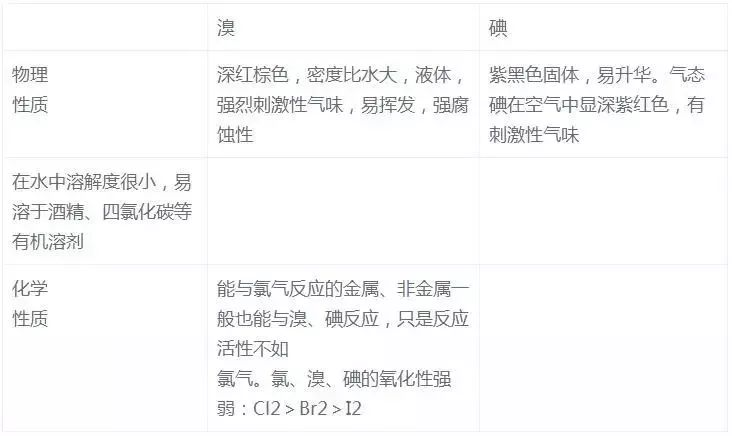 溴
碘
物理
性质
深红棕色，密度比水大，液体，
强烈刺激性气味，易挥发，强腐
蚀性
紫黑色固体，易升华。气态
碘在空气中显深紫红色，有
刺激性气味
在水中溶解度很小，易
溶于酒精、四氯化碳等
有机溶剂
化学
性质
能与氯气反应的金属、非金属一
般也能与溴、碘反应，只是反应
活性不如
氯气。氯、溴、碘的氧化性强
弱：Cl2＞Br2＞I2